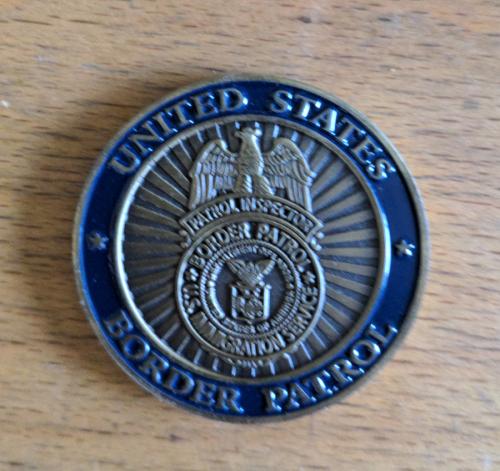 UNITED STATES
PATROL INSPECTOR
U.S. BORDER PATROL
IMMIGRATION SERVICE
BORDER PATROL